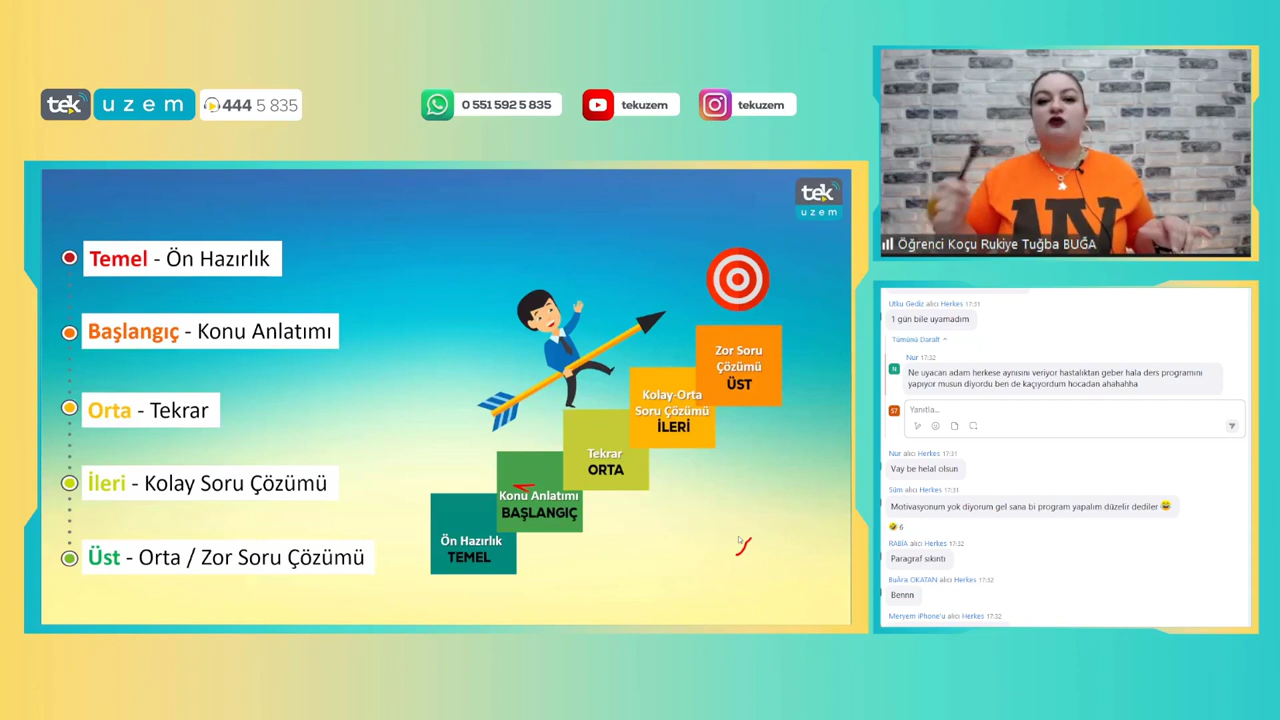 tek
uzem
444 5 835
0 551 592 5 835
tekuzem
tekuzem
tek
uzem
Temel - Ön Hazırlık
Başlangıç - Konu Anlatımı
Orta - Tekrar
İleri - Kolay Soru Çözümü
Üst - Orta / Zor Soru Çözümü
Zor Soru
Çözümü
ÜST
Kolay-Orta
Soru Çözümü
İLERİ
Tekrar
ORTA
Konu Anlatımı
BAŞLANGIÇ
Ön Hazırlık
TEMEL
Öğrenci Koçu Rukiye Tuğba BUĞA
Utku Gediz alıcı Herkes 17:31
1 gün bile uyamadım
Tümünü Daralt
Nur 17:32
N
Ne uyacan adam herkese aynısını veriyor hastalıktan geber hala ders programını
yapıyor musun diyordu ben de kaçıyordum hocadan ahahahha
Yanıtla...
Nur alıcı Herkes 17:31
Vay be helal olsun
Süm alıcı Herkes 17:31
Motivasyonum yok diyorum gel sana bi program yapalım düzelir dediler 😂
6
RABİA alıcı Herkes 17:32
Paragraf sıkıntı
BuÄra OKATAN alıcı Herkes 17:32
Bennn
Meryem iPhone'u alıcı Herkes 17:32